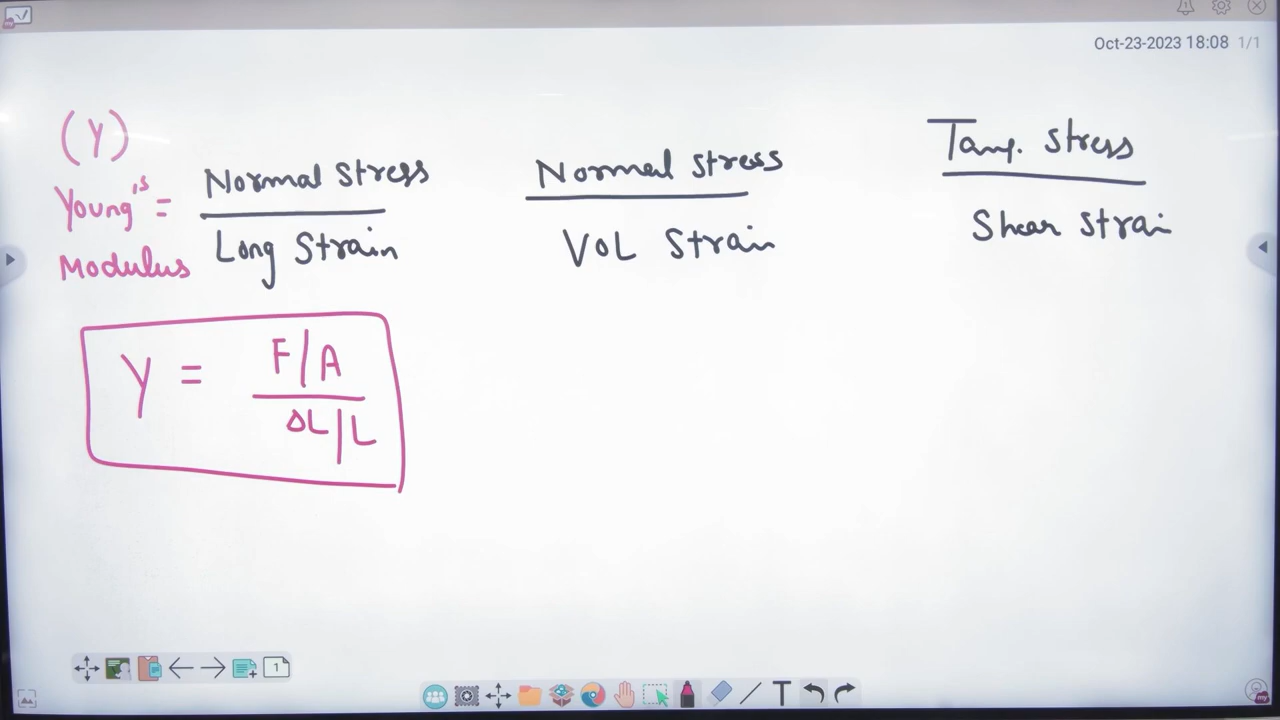 Oct-23-2023 18:08 1/1
(Y)
Young's =
Modulus
Normal Stress
Long Strain
Normal Stress
VOL Strain
Tang. Stress
Shear Strai
Y = F/A
ΔL/L
1
T